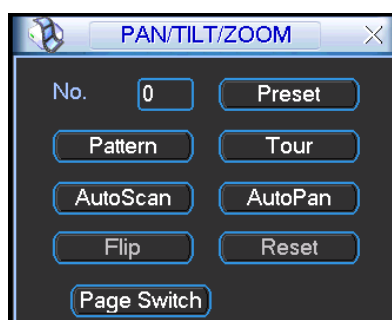 PAN/TILT/ZOOM
No. 0 Preset
Pattern Tour
AutoScan AutoPan
Flip Reset
Page Switch